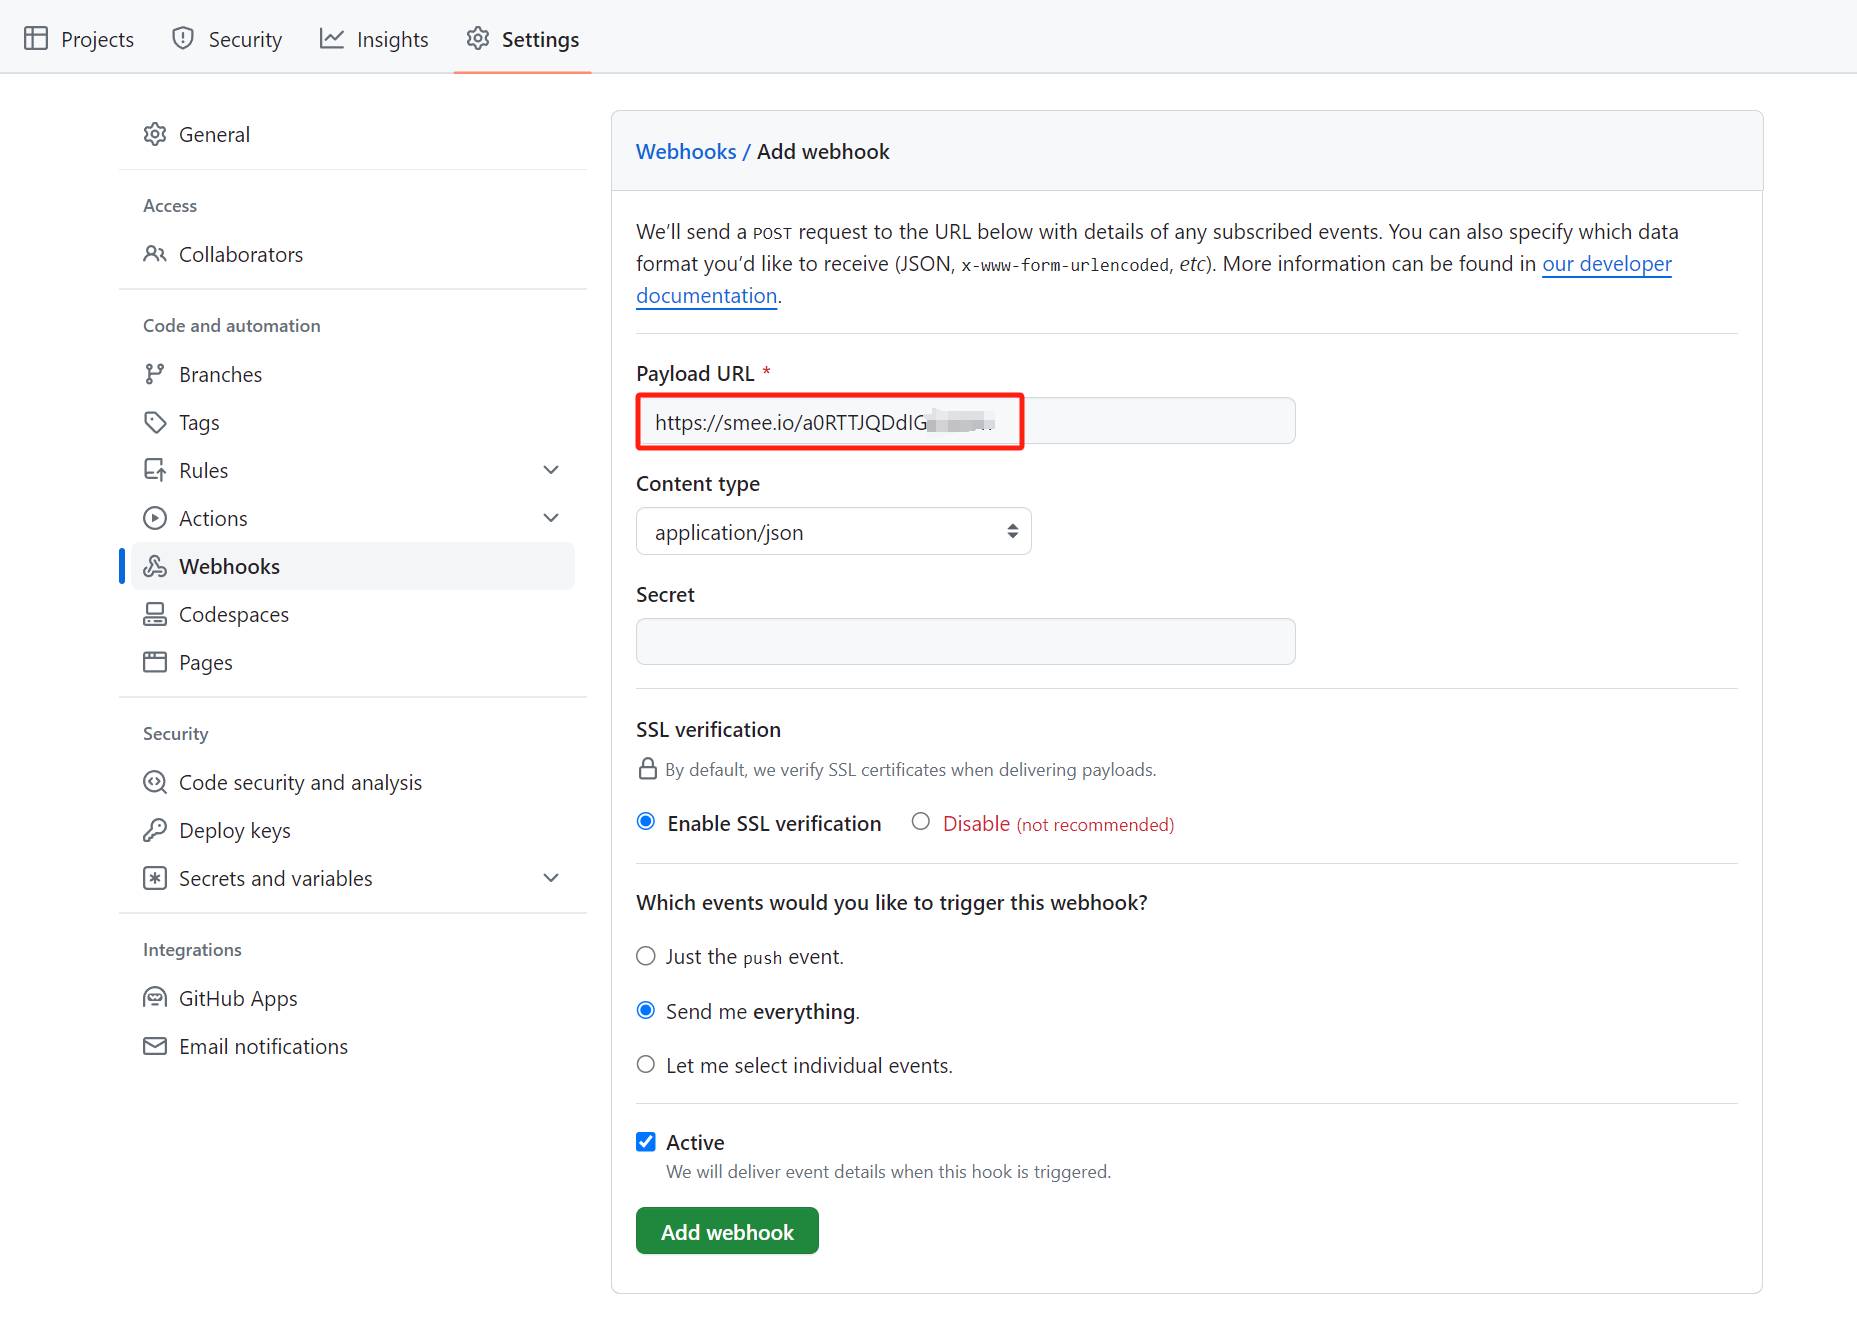 Projects
Security
Insights
Settings
General
Access
Collaborators
Code and automation
Branches
Tags
Rules
Actions
Webhooks
Codespaces
Pages
Security
Code security and analysis
Deploy keys
Secrets and variables
Integrations
GitHub Apps
Email notifications
Webhooks / Add webhook
We’ll send a POST request to the URL below with details of any subscribed events. You can also specify which data
format you’d like to receive (JSON, x-www-form-urlencoded, etc). More information can be found in our developer
documentation.
Payload URL *
https://smee.io/a0RTTJQDdIG
Content type
application/json
Secret
SSL verification
By default, we verify SSL certificates when delivering payloads.
Enable SSL verification
Disable (not recommended)
Which events would you like to trigger this webhook?
Just the push event.
Send me everything.
Let me select individual events.
Active
We will deliver event details when this hook is triggered.
Add webhook